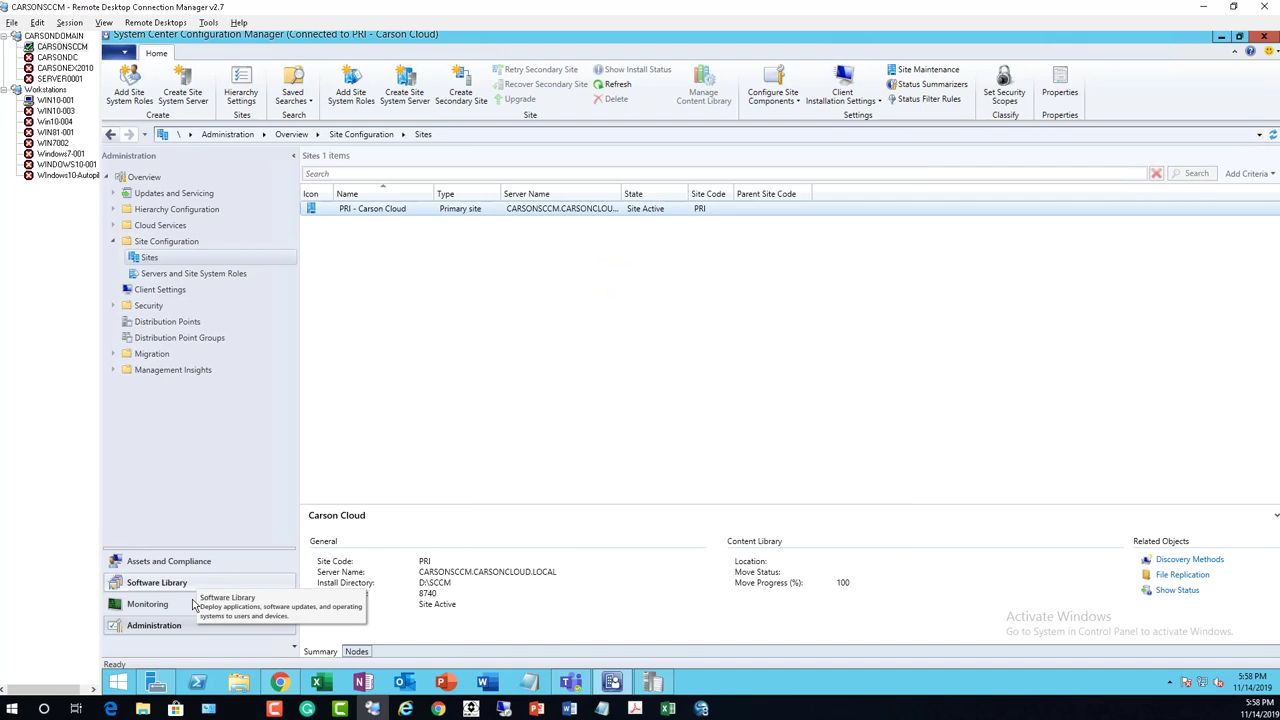 CARSONSCCM - Remote Desktop Connection Manager v2.7
File Edit Session View Remote Desktops Tools Help
CARSONDOMAIN
CARSONSCCM
CARSONDC
CARSONEX2010
SERVER0001
Workstations
WIN10-001
WIN10-003
Win10-004
WIN81-001
WIN7002
Windows7-001
WINDOWS10-001
WIndows10-Autopil
System Center Configuration Manager (Connected to PRI - Carson Cloud)
Home
Add Site System Roles
Create Site System Server
Create
Hierarchy Settings
Sites
Saved Searches
Search
Add Site System Roles
Create Site System Server
Create Secondary Site
Retry Secondary Site
Recover Secondary Site
Upgrade
Show Install Status
Refresh
Delete
Site
Manage Content Library
Configure Site Components
Client Installation Settings
Site Maintenance
Status Summarizers
Status Filter Rules
Settings
Set Security Scopes
Classify
Properties
Properties
\ Administration Overview Site Configuration Sites
Administration
Overview
Updates and Servicing
Hierarchy Configuration
Cloud Services
Site Configuration
Sites
Servers and Site System Roles
Client Settings
Security
Distribution Points
Distribution Point Groups
Migration
Management Insights
Assets and Compliance
Software Library
Monitoring
Administration
Software Library
Deploy applications, software updates, and operating
systems to users and devices.
Sites 1 items
Search
Search Add Criteria
Icon Name Type Server Name State Site Code Parent Site Code
PRI - Carson Cloud Primary site CARSONSCCM.CARSONCLOU... Site Active PRI
Carson Cloud
General
Site Code: PRI
Server Name: CARSONSCCM.CARSONCLOUD.LOCAL
Install Directory: D:\SCCM
8740
Site Active
Content Library
Location:
Move Status:
Move Progress (%): 100
Related Objects
Discovery Methods
File Replication
Show Status
Activate Windows
Go to System in Control Panel to activate Windows.
Summary Nodes
Ready
5:58 PM
11/14/2019
5:58 PM
11/14/2019